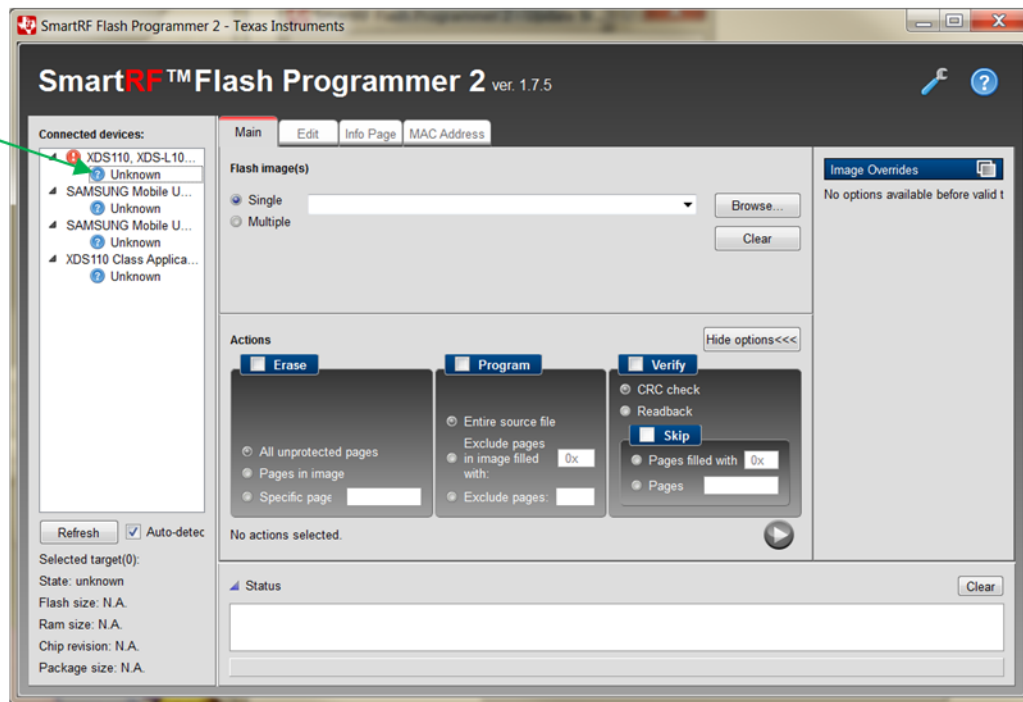 SmartRF Flash Programmer 2 - Texas Instruments
SmartRF™Flash Programmer 2 ver. 1.7.5
Connected devices:
XDS110, XDS-L10...
Unknown
SAMSUNG Mobile U...
Unknown
SAMSUNG Mobile U...
Unknown
XDS110 Class Applica...
Unknown
Refresh
Auto-detec
Selected target(0):
State: unknown
Flash size: N.A.
Ram size: N.A.
Chip revision: N.A.
Package size: N.A.
Main Edit Info Page MAC Address
Flash image(s)
Single
Browse...
Multiple
Clear
Actions
Hide options<<<
Erase
All unprotected pages
Pages in image
Specific page
Program
Entire source file
Exclude pages
in image filled 0x
with:
Exclude pages:
Verify
CRC check
Readback
Skip
Pages filled with 0x
Pages
No actions selected.
Status
Clear
Image Overrides
No options available before valid t